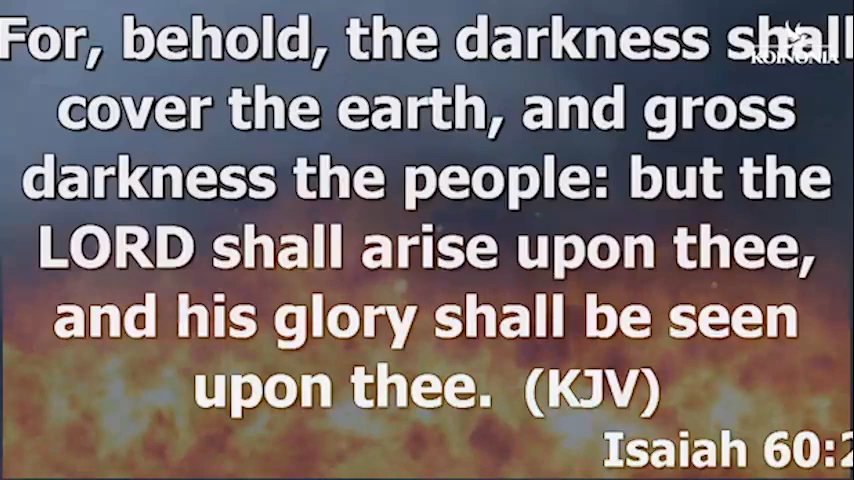 For, behold, the darkness shall
KOINONIA
cover the earth, and gross
darkness the people: but the
LORD shall arise upon thee,
and his glory shall be seen
upon thee. (KJV)
Isaiah 60:2